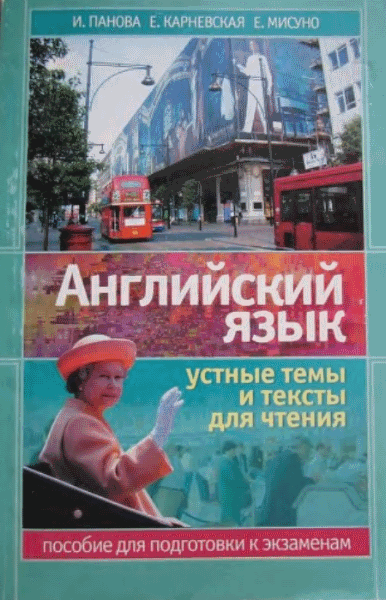 И. ПАНОВА Е. КАРНЕВСКАЯ Е. МИСУНО
Английский
язык
устные темы
и тексты
для чтения
пособие для подготовки к экзаменам